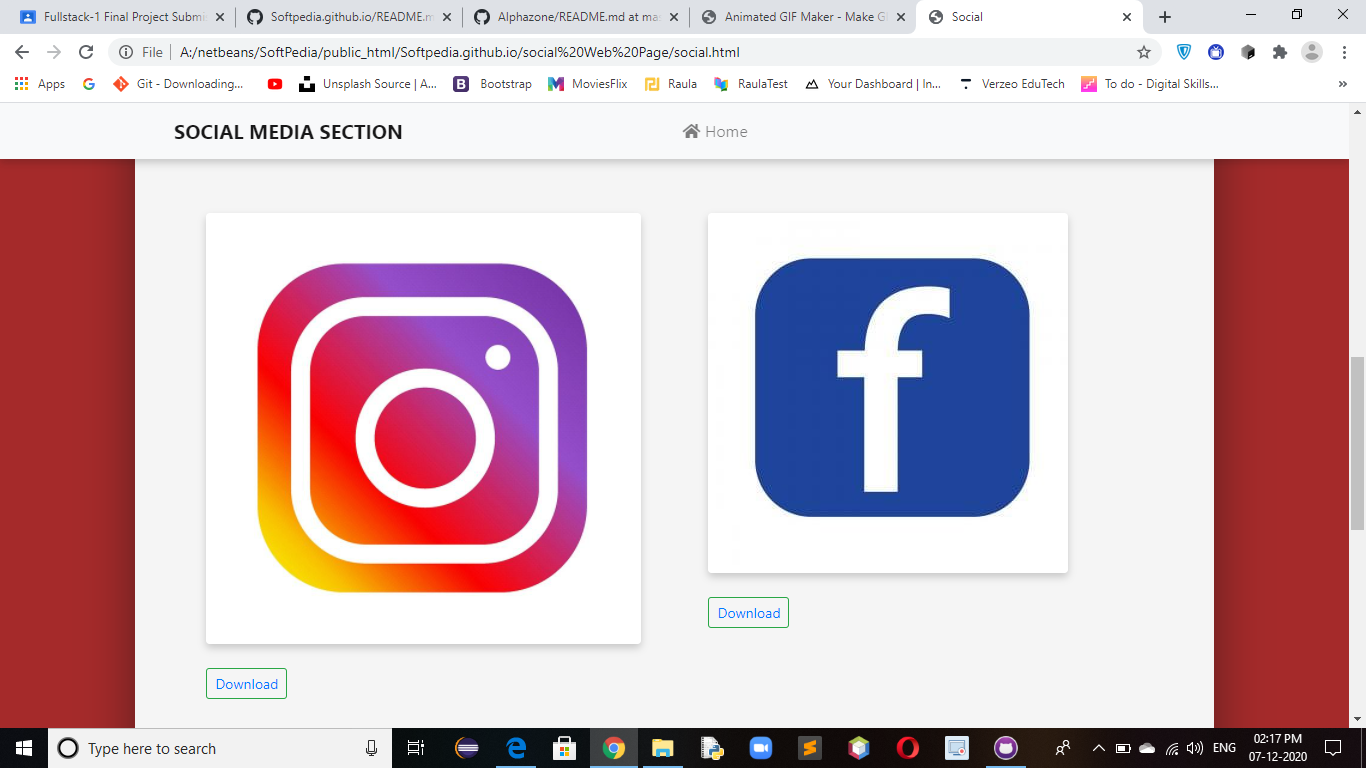 Fullstack-1 Final Project Submi
Softpedia.github.io/README.m
Alphazone/README.md at ma
Animated GIF Maker - Make G
Social
File
A:/netbeans/SoftPedia/public_html/Softpedia.github.io/social%20Web%20Page/social.html
Apps
Git - Downloading...
Unsplash Source | A...
Bootstrap
MoviesFlix
Raula
RaulaTest
Your Dashboard | In...
Verzeo EduTech
To do - Digital Skills...
SOCIAL MEDIA SECTION
Home
Download
Download
Type here to search
ENG
02:17 PM
07-12-2020